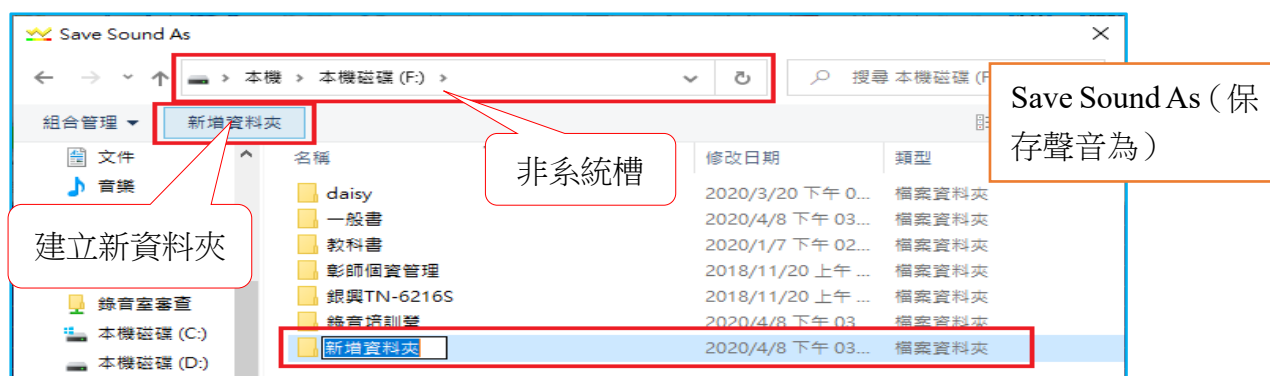 Save Sound As
本機 › 本機磁碟 (F:) ›
搜尋 本機磁碟 (F
Save Sound As（保
存聲音為）
組合管理
新增資料夾
名稱
修改日期
類型
文件
音樂
錄音室審查
本機磁碟 (C:)
本機磁碟 (D:)
非系統槽
建立新資料夾
daisy 2020/3/20 下午 0... 檔案資料夾
一般書 2020/4/8 下午 03... 檔案資料夾
教科書 2020/1/7 下午 02... 檔案資料夾
彰師個資管理 2018/11/20 上午 ... 檔案資料夾
銀興TN-6216S 2018/11/20 上午 ... 檔案資料夾
錄音培訓營 2020/4/8 下午 03 檔案資料夾
新增資料夾 2020/4/8 下午 03... 檔案資料夾